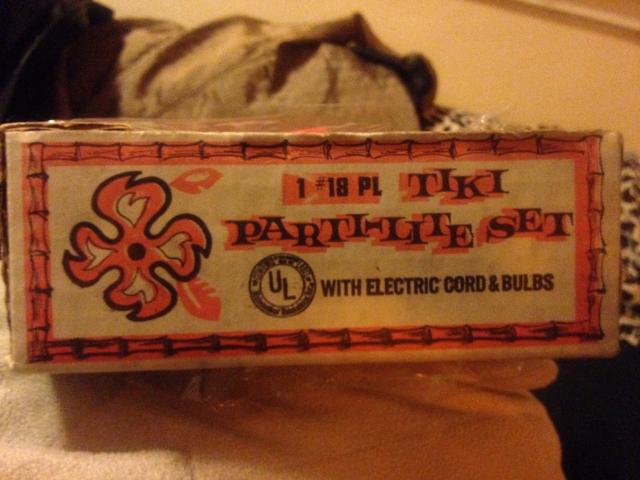 1 #18 PL TIKI
PARTI-LITE SET
UL
WITH ELECTRIC CORD & BULBS